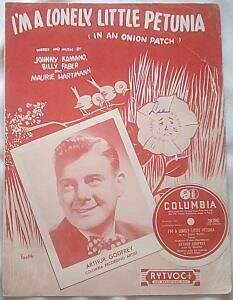 I'M A LONELY LITTLE PETUNIA
(IN AN ONION PATCH)
WORDS AND MUSIC BY
JOHNNY KAMANO,
BILLY FABER
AND
MAURIE HARTMANN
COLUMBIA
I'M A LONELY LITTLE PETUNIA
ARTHUR GODFREY
ARTHUR GODFREY
COLUMBIA RECORDING ARTIST
RYTVOC INC